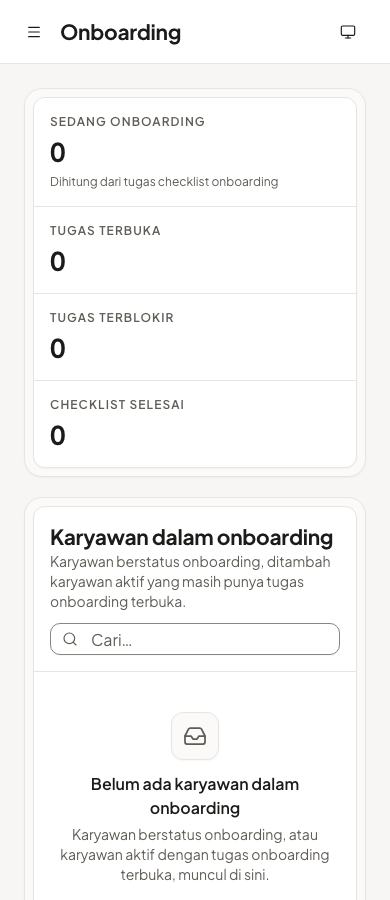 Onboarding
SEDANG ONBOARDING
0
Dihitung dari tugas checklist onboarding
TUGAS TERBUKA
0
TUGAS TERBLOKIR
0
CHECKLIST SELESAI
0
Karyawan dalam onboarding
Karyawan berstatus onboarding, ditambah
karyawan aktif yang masih punya tugas
onboarding terbuka.
Cari...
Belum ada karyawan dalam
onboarding
Karyawan berstatus onboarding, atau
karyawan aktif dengan tugas onboarding
terbuka, muncul di sini.